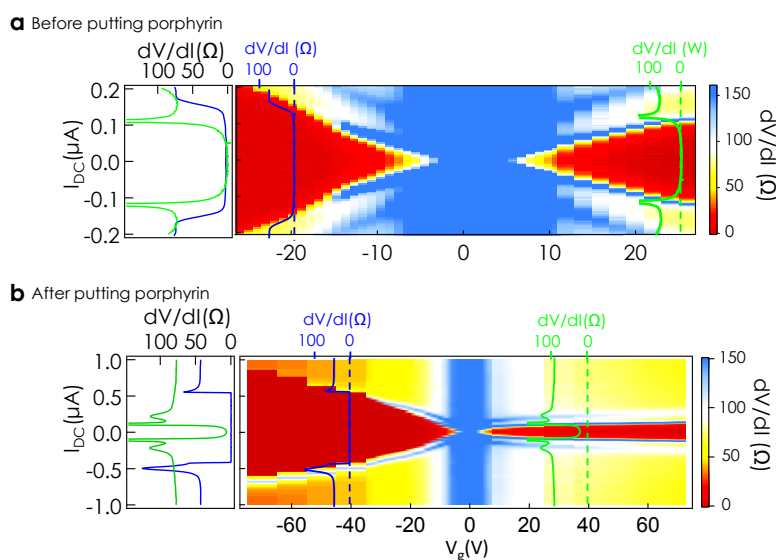 a Before putting porphyrin
dV/dI(Ω)
100 50 0
dV/dI (Ω)
100 0
dV/dI (W)
100 0
0.2
0.1
0.0
-0.1
-0.2
I_DC(µA)
-20 -10 0 10 20
150
100
50
0
dV/dI (Ω)
b After putting porphyrin
dV/dI(Ω)
100 50 0
dV/dI(Ω)
100 0
dV/dI(Ω)
100 0
1.0
0.5
0.0
-0.5
-1.0
I_DC(µA)
-60 -40 -20 0 20 40 60
V_g(V)
150
100
50
0
dV/dI (Ω)